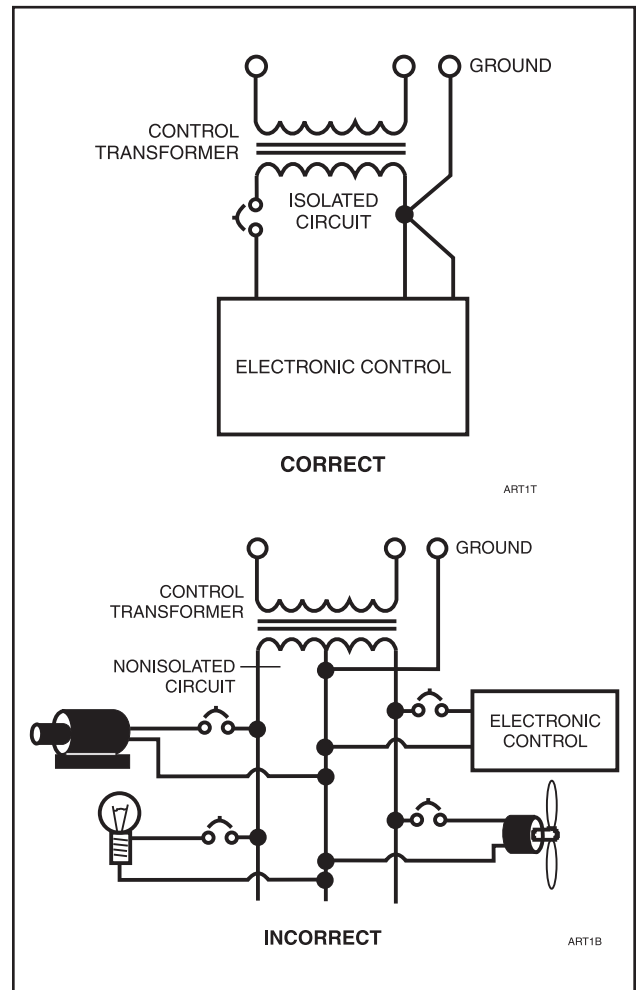 GROUND
CONTROL
TRANSFORMER
ISOLATED
CIRCUIT
ELECTRONIC CONTROL
CORRECT
ART1T
GROUND
CONTROL
TRANSFORMER
NONISOLATED
CIRCUIT
ELECTRONIC
CONTROL
INCORRECT
ART1B